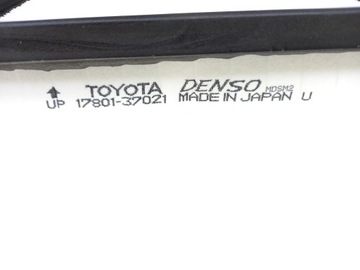 ↑ TOYOTA DENSO MDSM2
UP 17801-37021 MADE IN JAPAN U